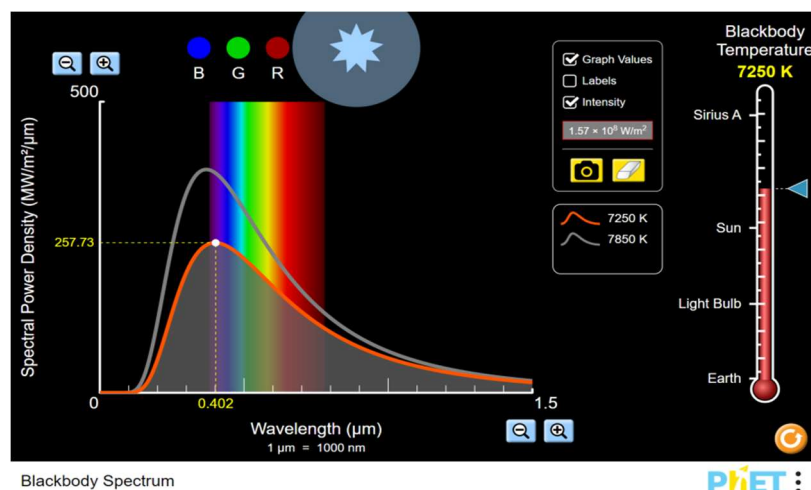 B G R
500
Spectral Power Density (MW/m²/μm)
257.73
0
0.402
1.5
Wavelength (μm)
1 μm = 1000 nm
Graph Values
Labels
Intensity
1.57 × 10⁸ W/m²
7250 K
7850 K
Blackbody
Temperature
7250 K
Sirius A
Sun
Light Bulb
Earth
Blackbody Spectrum
PhET